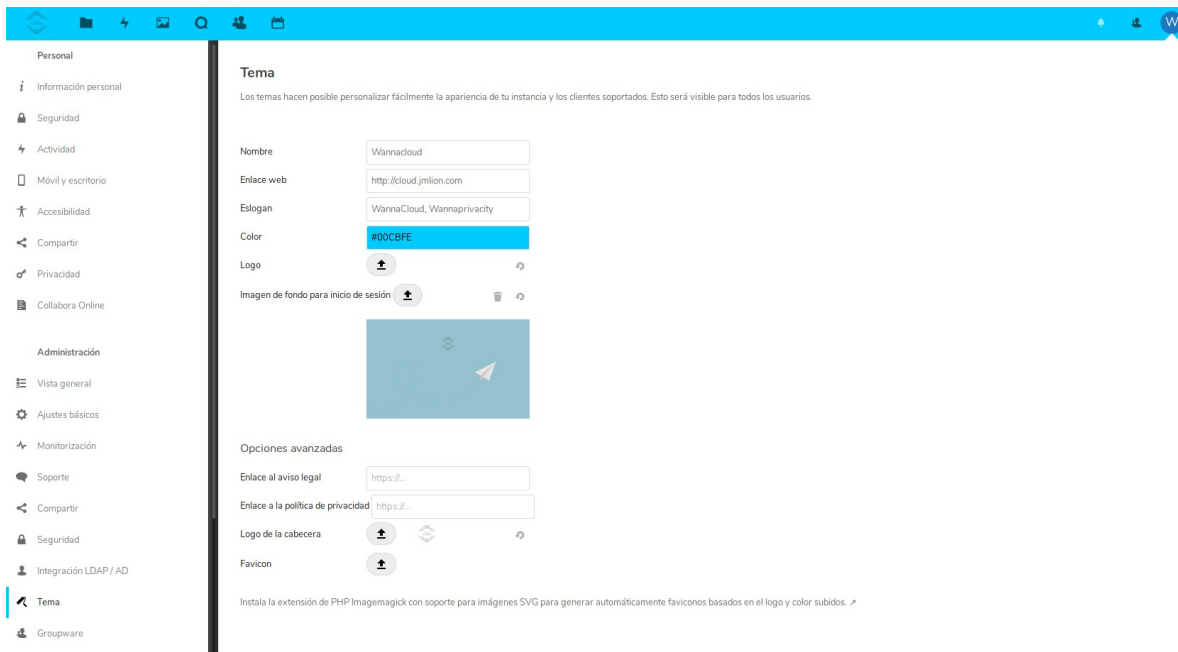 W
Personal
Información personal
Seguridad
Actividad
Móvil y escritorio
Accesibilidad
Compartir
Privacidad
Collabora Online
Administración
Vista general
Ajustes básicos
Monitorización
Soporte
Compartir
Seguridad
Integración LDAP / AD
Tema
Groupware
Tema
Los temas hacen posible personalizar fácilmente la apariencia de tu instancia y los clientes soportados. Esto será visible para todos los usuarios.
Nombre Wannacloud
Enlace web http://cloud.jmlion.com
Eslogan WannaCloud, Wannaprivacity
Color #00CBFE
Logo
Imagen de fondo para inicio de sesión
Opciones avanzadas
Enlace al aviso legal https://...
Enlace a la política de privacidad https://...
Logo de la cabecera
Favicon
Instala la extensión de PHP Imagemagick con soporte para imágenes SVG para generar automáticamente faviconos basados en el logo y color subidos. ↗